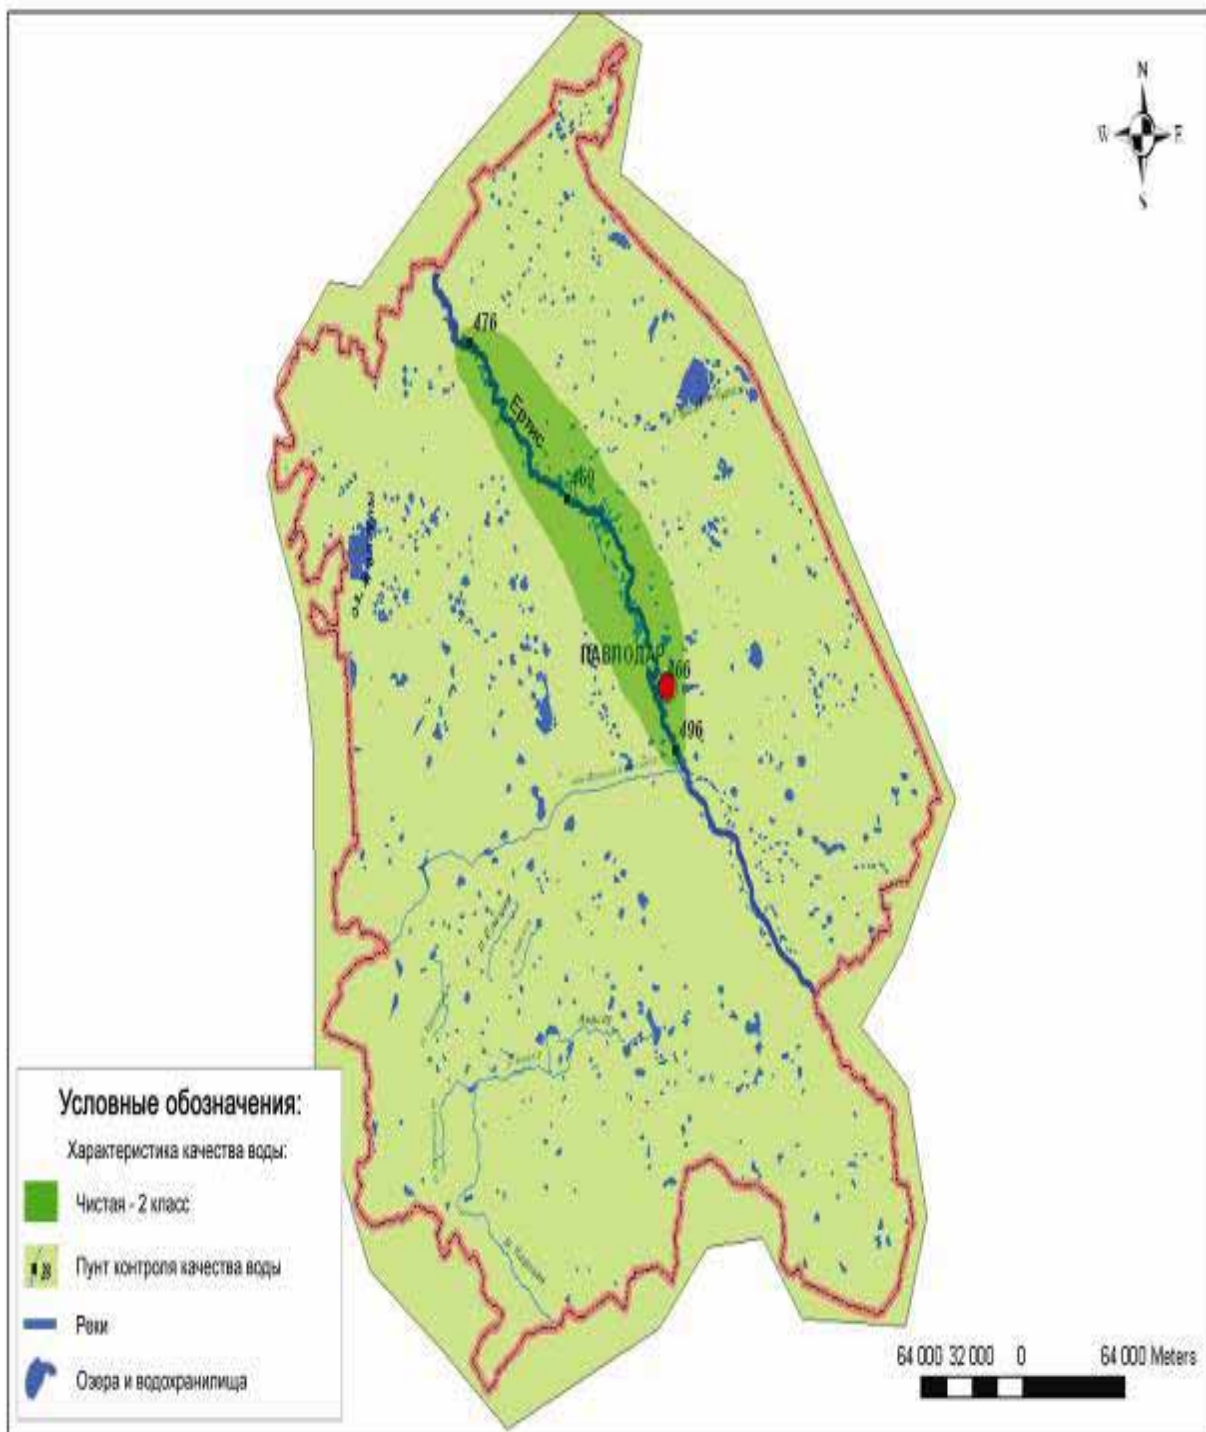 N
W E
S
476
Ертис
460
ПАВЛОДАР
466
496
Условные обозначения:
Характеристика качества воды:
Чистая - 2 класс
Пунт контроля качества воды
Реки
Озера и водохранилища
64 000 32 000 0 64 000 Meters